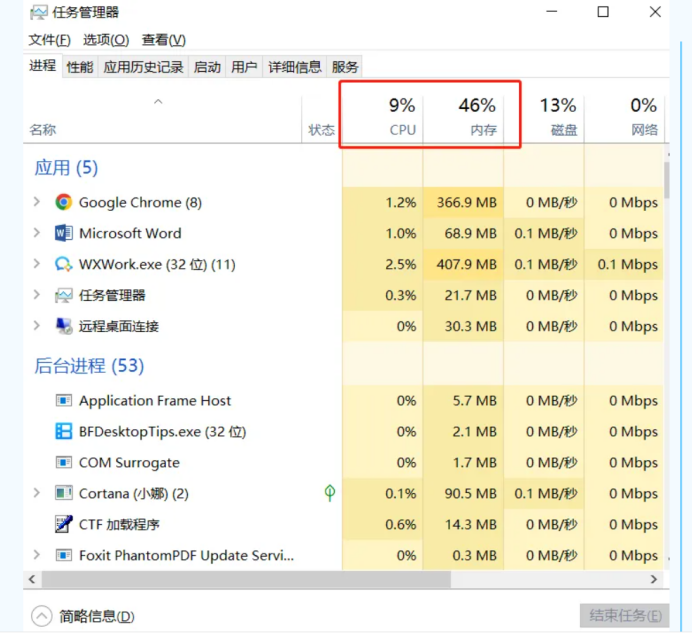 任务管理器
文件(F) 选项(O) 查看(V)
进程 性能 应用历史记录 启动 用户 详细信息 服务
9% 46% 13% 0%
名称 状态 CPU 内存 磁盘 网络
应用 (5)
Google Chrome (8) 1.2% 366.9 MB 0 MB/秒 0 Mbps
Microsoft Word 1.0% 68.9 MB 0.1 MB/秒 0 Mbps
WXWork.exe (32 位) (11) 2.5% 407.9 MB 0.1 MB/秒 0.1 Mbps
任务管理器 0.3% 21.7 MB 0 MB/秒 0 Mbps
远程桌面连接 0% 30.3 MB 0 MB/秒 0 Mbps
后台进程 (53)
Application Frame Host 0% 5.7 MB 0 MB/秒 0 Mbps
BFDesktopTips.exe (32 位) 0% 2.1 MB 0 MB/秒 0 Mbps
COM Surrogate 0% 1.7 MB 0 MB/秒 0 Mbps
Cortana (小娜) (2) 0.1% 90.5 MB 0.1 MB/秒 0 Mbps
CTF 加载程序 0.6% 14.3 MB 0 MB/秒 0 Mbps
Foxit PhantomPDF Update Servi... 0% 0.3 MB 0 MB/秒 0 Mbps
简略信息(D) 结束任务(E)